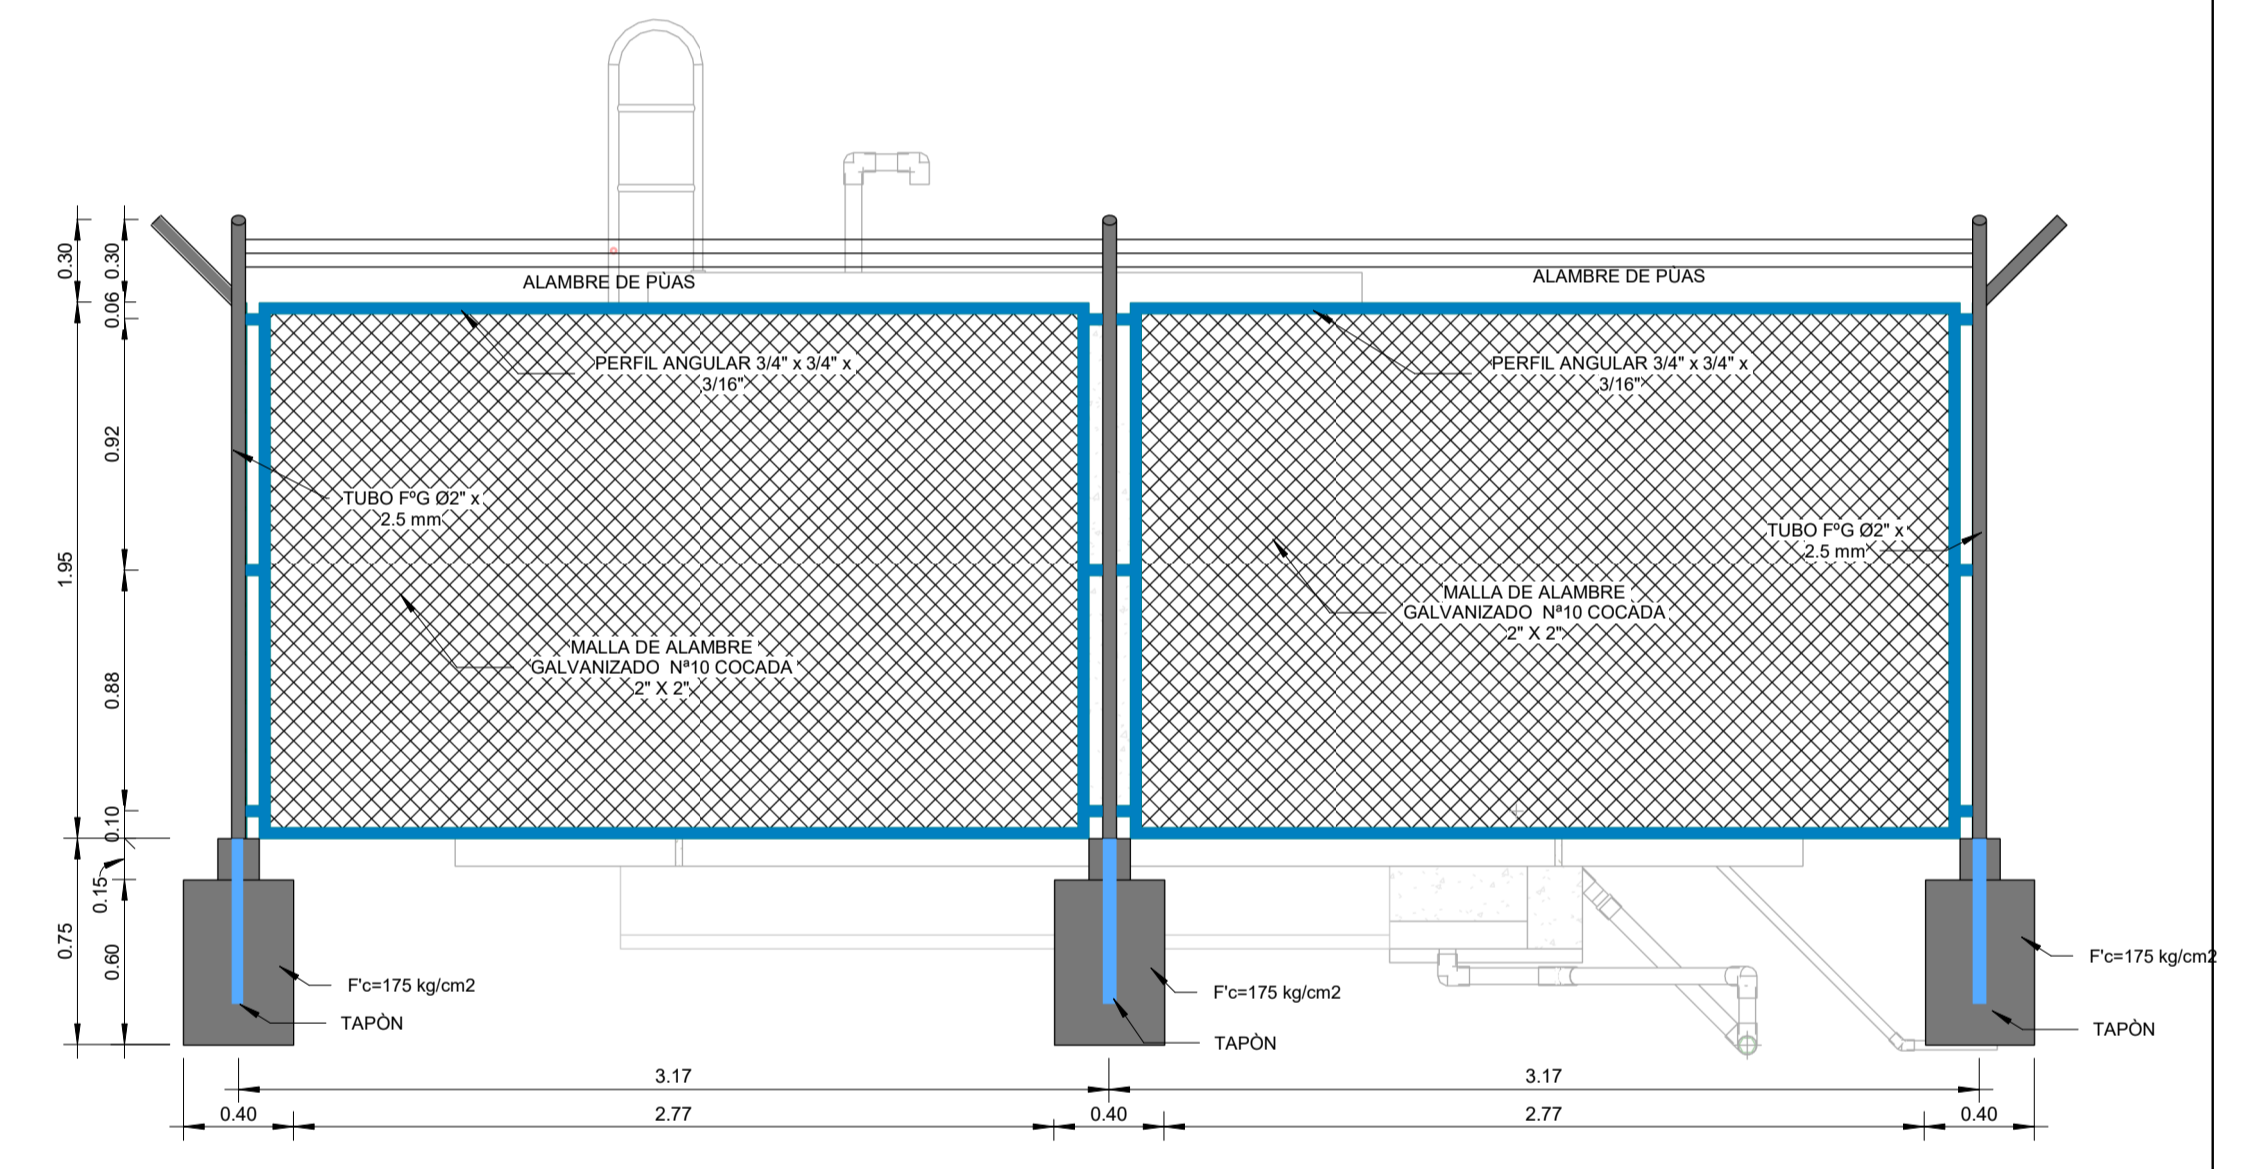 0.30
0.30
0.06
ALAMBRE DE PÙAS
ALAMBRE DE PÙAS
PERFIL ANGULAR 3/4" x 3/4" x
3/16"
PERFIL ANGULAR 3/4" x 3/4" x
3/16"
0.92
TUBO FºG Ø2" x
2.5 mm
TUBO FºG Ø2" x
2.5 mm
1.95
MALLA DE ALAMBRE
GALVANIZADO Nª10 COCADA
2" X 2"
MALLA DE ALAMBRE
GALVANIZADO Nª10 COCADA
2" X 2"
0.88
0.10
0.15
0.75
0.60
F'c=175 kg/cm2
TAPÒN
F'c=175 kg/cm2
TAPÒN
F'c=175 kg/cm2
TAPÒN
3.17
3.17
0.40
2.77
0.40
2.77
0.40